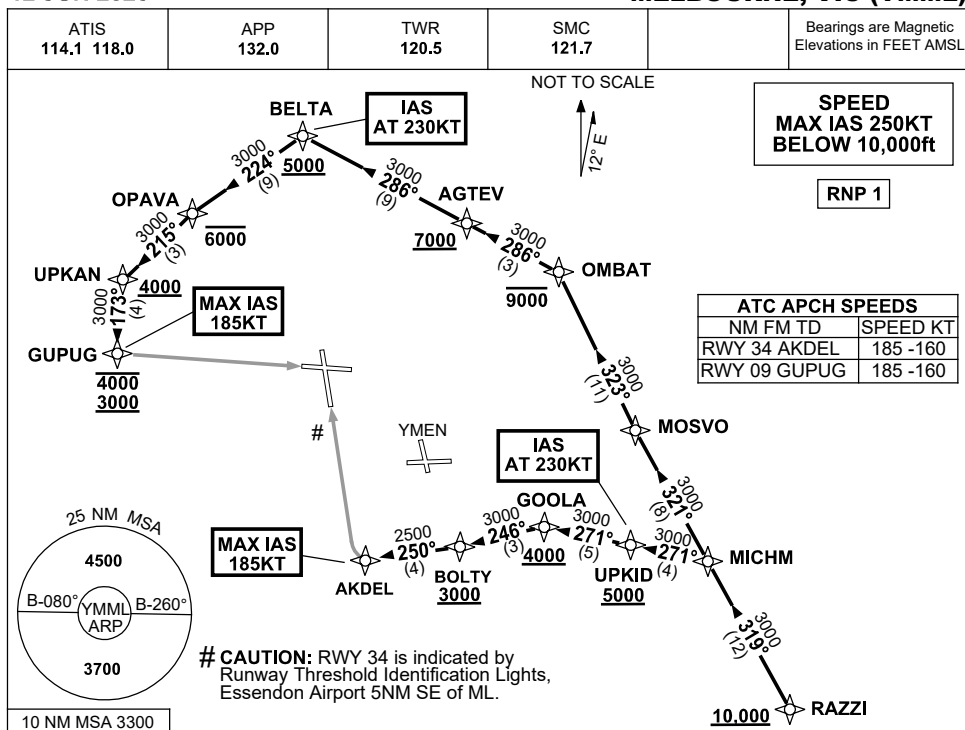 ATIS
114.1 118.0
APP
132.0
TWR
120.5
SMC
121.7
Bearings are Magnetic
Elevations in FEET AMSL
NOT TO SCALE
12° E
SPEED
MAX IAS 250KT
BELOW 10,000ft
RNP 1
BELTA
IAS
AT 230KT
5000
3000
224°
(9)
OPAVA
6000
3000
215°
(3)
UPKAN
4000
3000
173°
(4)
MAX IAS
185KT
GUPUG
4000
3000
3000
286°
(9)
AGTEV
7000
3000
286°
(3)
OMBAT
9000
ATC APCH SPEEDS
NM FM TD SPEED KT
RWY 34 AKDEL 185 -160
RWY 09 GUPUG 185 -160
3000
323°
(11)
MOSVO
3000
321°
(8)
MICHM
3000
319°
(12)
10,000
RAZZI
#
YMEN
IAS
AT 230KT
GOOLA
4000
3000
271°
(5)
UPKID
5000
3000
271°
(4)
3000
246°
(3)
BOLTY
3000
2500
250°
(4)
MAX IAS
185KT
AKDEL
25 NM MSA
4500
B-080°
YMML
ARP
B-260°
3700
10 NM MSA 3300
# CAUTION: RWY 34 is indicated by
Runway Threshold Identification Lights,
Essendon Airport 5NM SE of ML.